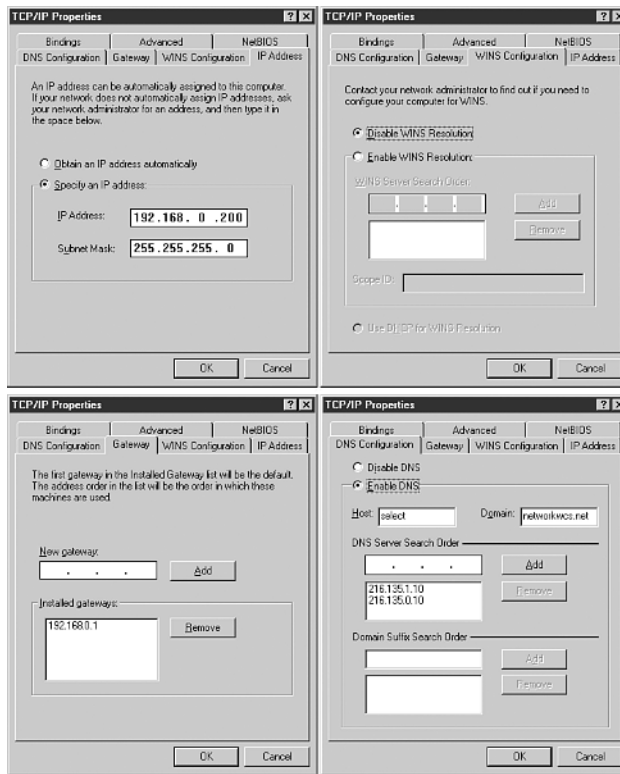 TCP/IP Properties
Bindings
Advanced
NetBIOS
DNS Configuration
Gateway
WINS Configuration
IP Address
An IP address can be automatically assigned to this computer.
If your network does not automatically assign IP addresses, ask
your network administrator for an address, and then type it in
the space below.
Obtain an IP address automatically
Specify an IP address:
IP Address: 192.168. 0 .200
Subnet Mask: 255.255.255. 0
OK
Cancel
TCP/IP Properties
Bindings
Advanced
NetBIOS
DNS Configuration
Gateway
WINS Configuration
IP Address
Contact your network administrator to find out if you need to
configure your computer for WINS.
Disable WINS Resolution
Enable WINS Resolution:
WINS Server Search Order:
. . .
Add
Remove
Scope ID:
Use DHCP for WINS Resolution
OK
Cancel
TCP/IP Properties
Bindings
Advanced
NetBIOS
DNS Configuration
Gateway
WINS Configuration
IP Address
The first gateway in the Installed Gateway list will be the default.
The address order in the list will be the order in which these
machines are used.
New gateway:
. . .
Add
Installed gateways:
192.168.0.1
Remove
OK
Cancel
TCP/IP Properties
Bindings
Advanced
NetBIOS
DNS Configuration
Gateway
WINS Configuration
IP Address
Disable DNS
Enable DNS
Host: select Domain: networkwcs.net
DNS Server Search Order
. . .
Add
216.135.1.10
216.135.0.10
Remove
Domain Suffix Search Order
Add
Remove
OK
Cancel